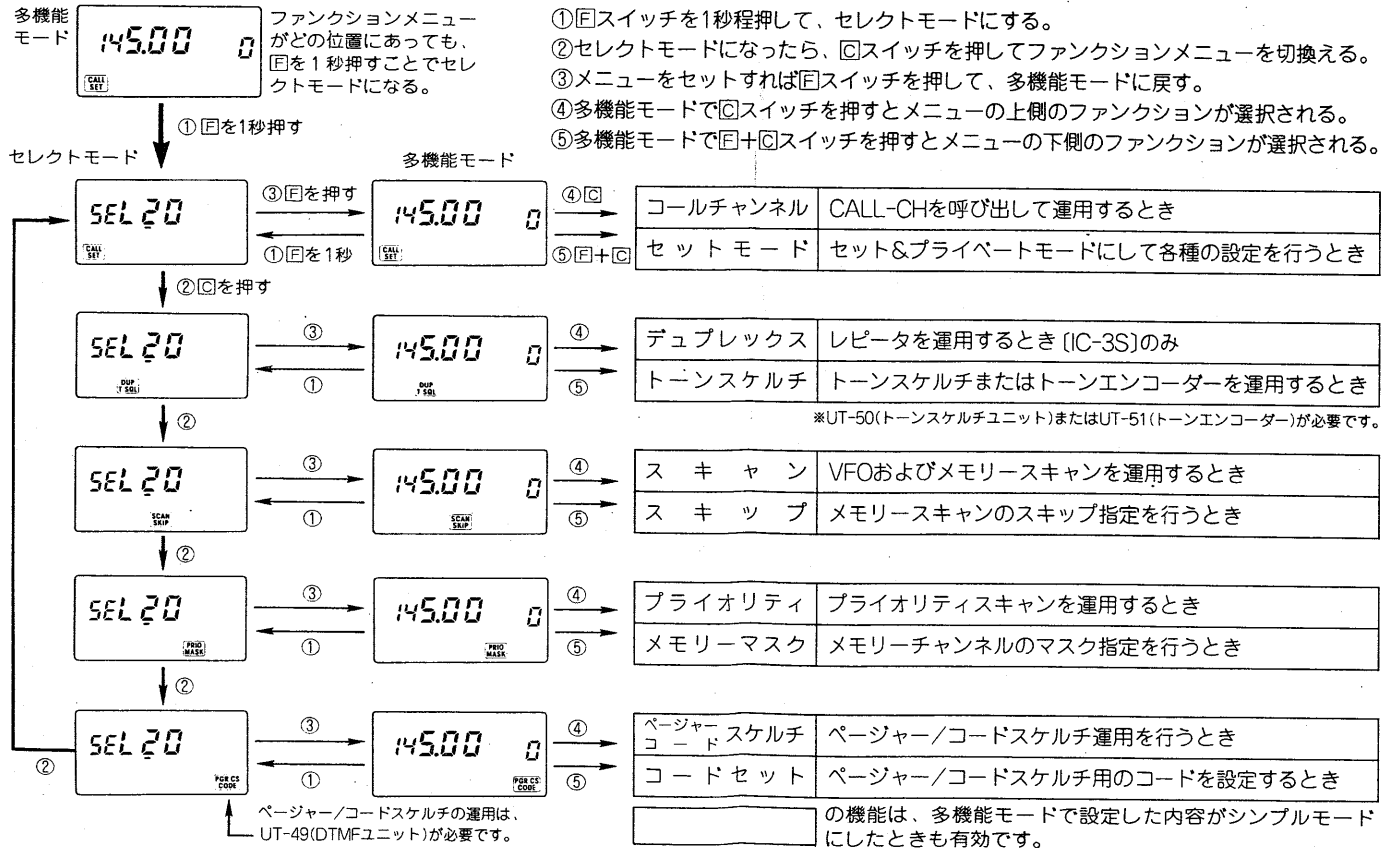 多機能
モード
145.00 0
CALL
SET
ファンクションメニュー
がどの位置にあっても、
Fを1秒押すことでセレ
クトモードになる。
①Fスイッチを1秒程押して、セレクトモードにする。
②セレクトモードになったら、Cスイッチを押してファンクションメニューを切換える。
③メニューをセットすればFスイッチを押して、多機能モードに戻す。
④多機能モードでCスイッチを押すとメニューの上側のファンクションが選択される。
⑤多機能モードでF+Cスイッチを押すとメニューの下側のファンクションが選択される。
①Fを1秒押す
セレクトモード
多機能モード
SEL 20
CALL
SET
③Fを押す
①Fを1秒
145.00 0
CALL
SET
④C
⑤F+C
コールチャンネル CALL-CHを呼び出して運用するとき
セットモード セット&プライベートモードにして各種の設定を行うとき
②Cを押す
SEL 20
DUP
T SQL
③
①
145.00 0
DUP
T SQL
④
⑤
デュプレックス レピータを運用するとき [IC-3S]のみ
トーンスケルチ トーンスケルチまたはトーンエンコーダーを運用するとき
※UT-50(トーンスケルチユニット)またはUT-51(トーンエンコーダー)が必要です。
②
SEL 20
SCAN
SKIP
③
①
145.00 0
SCAN
SKIP
④
⑤
スキャン VFOおよびメモリースキャンを運用するとき
スキップ メモリースキャンのスキップ指定を行うとき
②
SEL 20
PRIO
MASK
③
①
145.00 0
PRIO
MASK
④
⑤
プライオリティ プライオリティスキャンを運用するとき
メモリーマスク メモリーチャンネルのマスク指定を行うとき
②
②
SEL 20
PGR CS
CODE
③
①
145.00 0
PGR CS
CODE
④
⑤
ページャー
コード スケルチ ページャー/コードスケルチ運用を行うとき
コードセット ページャー/コードスケルチ用のコードを設定するとき
ページャー/コードスケルチの運用は、
UT-49(DTMFユニット)が必要です。
の機能は、多機能モードで設定した内容がシンプルモード
にしたときも有効です。